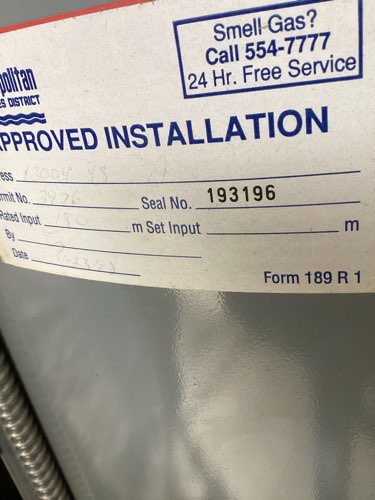 politan
ES DISTRICT
Smell Gas?
Call 554-7777
24 Hr. Free Service
APPROVED INSTALLATION
ess
rmit No. Seal No. 193196
Rated Input m Set Input m
By
Date
Form 189 R 1